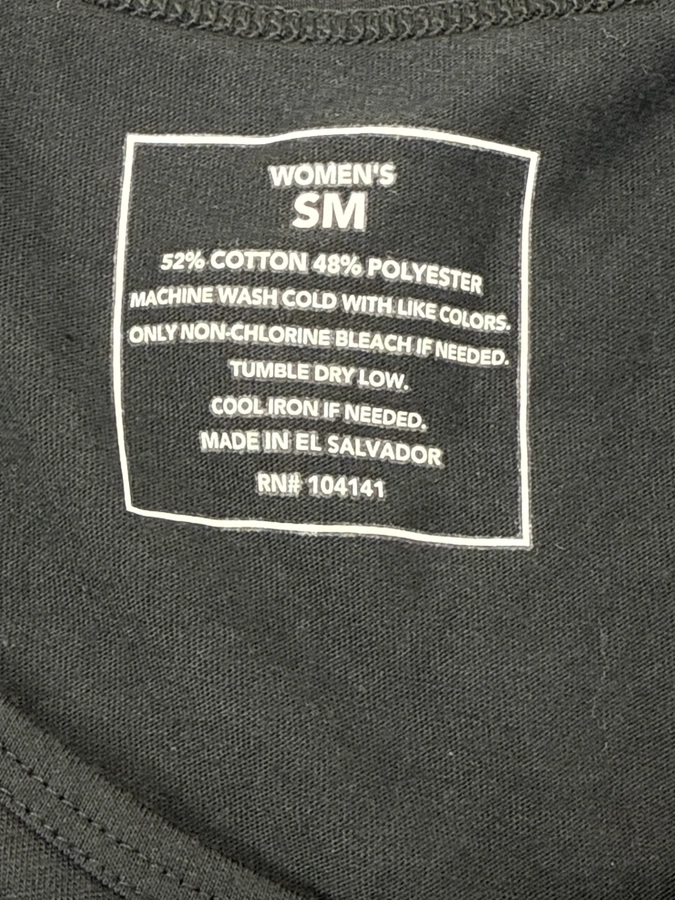 WOMEN'S
SM
52% COTTON 48% POLYESTER
MACHINE WASH COLD WITH LIKE COLORS.
ONLY NON-CHLORINE BLEACH IF NEEDED.
TUMBLE DRY LOW.
COOL IRON IF NEEDED.
MADE IN EL SALVADOR
RN# 104141